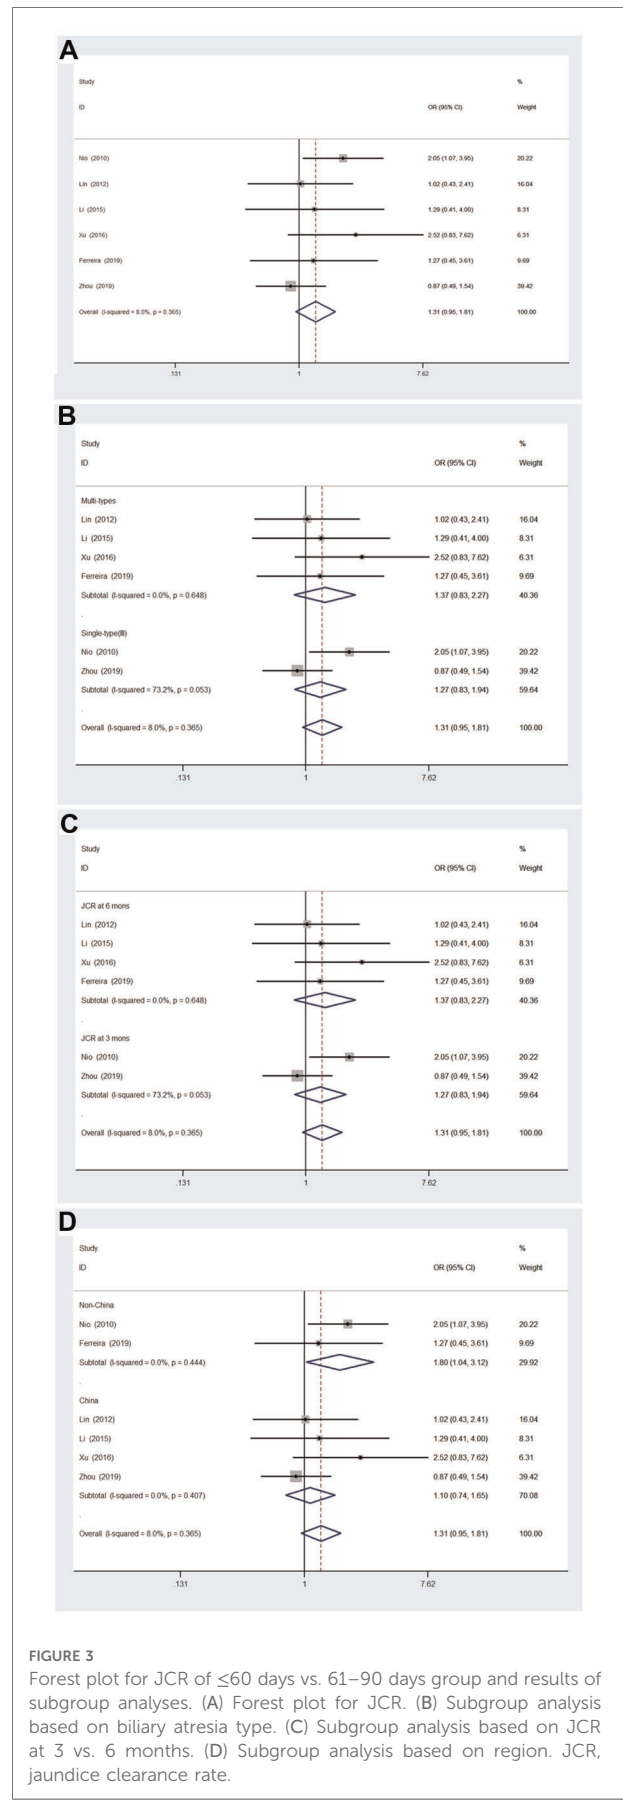 A
Study %
ID OR (95% CI) Weight
Nio (2010) 2.05 (1.07, 3.95) 20.22
Lin (2012) 1.02 (0.43, 2.41) 16.04
Li (2015) 1.29 (0.41, 4.00) 8.31
Xu (2016) 2.52 (0.83, 7.62) 6.31
Ferreira (2019) 1.27 (0.45, 3.61) 9.69
Zhou (2019) 0.87 (0.49, 1.54) 39.42
Overall (I-squared = 8.0%, p = 0.365) 1.31 (0.95, 1.81) 100.00
.131 1 7.62
B
Study %
ID OR (95% CI) Weight
Multi-types
Lin (2012) 1.02 (0.43, 2.41) 16.04
Li (2015) 1.29 (0.41, 4.00) 8.31
Xu (2016) 2.52 (0.83, 7.62) 6.31
Ferreira (2019) 1.27 (0.45, 3.61) 9.69
Subtotal (I-squared = 0.0%, p = 0.648) 1.37 (0.83, 2.27) 40.36
.
Single-type(III)
Nio (2010) 2.05 (1.07, 3.95) 20.22
Zhou (2019) 0.87 (0.49, 1.54) 39.42
Subtotal (I-squared = 73.2%, p = 0.053) 1.27 (0.83, 1.94) 59.64
.
Overall (I-squared = 8.0%, p = 0.365) 1.31 (0.95, 1.81) 100.00
.131 1 7.62
C
Study %
ID OR (95% CI) Weight
JCR at 6 mons
Lin (2012) 1.02 (0.43, 2.41) 16.04
Li (2015) 1.29 (0.41, 4.00) 8.31
Xu (2016) 2.52 (0.83, 7.62) 6.31
Ferreira (2019) 1.27 (0.45, 3.61) 9.69
Subtotal (I-squared = 0.0%, p = 0.648) 1.37 (0.83, 2.27) 40.36
.
JCR at 3 mons
Nio (2010) 2.05 (1.07, 3.95) 20.22
Zhou (2019) 0.87 (0.49, 1.54) 39.42
Subtotal (I-squared = 73.2%, p = 0.053) 1.27 (0.83, 1.94) 59.64
.
Overall (I-squared = 8.0%, p = 0.365) 1.31 (0.95, 1.81) 100.00
.131 1 7.62
D
Study %
ID OR (95% CI) Weight
Non-China
Nio (2010) 2.05 (1.07, 3.95) 20.22
Ferreira (2019) 1.27 (0.45, 3.61) 9.69
Subtotal (I-squared = 0.0%, p = 0.444) 1.80 (1.04, 3.12) 29.92
.
China
Lin (2012) 1.02 (0.43, 2.41) 16.04
Li (2015) 1.29 (0.41, 4.00) 8.31
Xu (2016) 2.52 (0.83, 7.62) 6.31
Zhou (2019) 0.87 (0.49, 1.54) 39.42
Subtotal (I-squared = 0.0%, p = 0.407) 1.10 (0.74, 1.65) 70.08
.
Overall (I-squared = 8.0%, p = 0.365) 1.31 (0.95, 1.81) 100.00
.131 1 7.62
FIGURE 3
Forest plot for JCR of ≤60 days vs. 61–90 days group and results of
subgroup analyses. (A) Forest plot for JCR. (B) Subgroup analysis
based on biliary atresia type. (C) Subgroup analysis based on JCR
at 3 vs. 6 months. (D) Subgroup analysis based on region. JCR,
jaundice clearance rate.